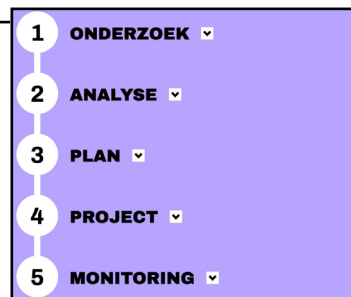 1 ONDERZOEK
2 ANALYSE
3 PLAN
4 PROJECT
5 MONITORING